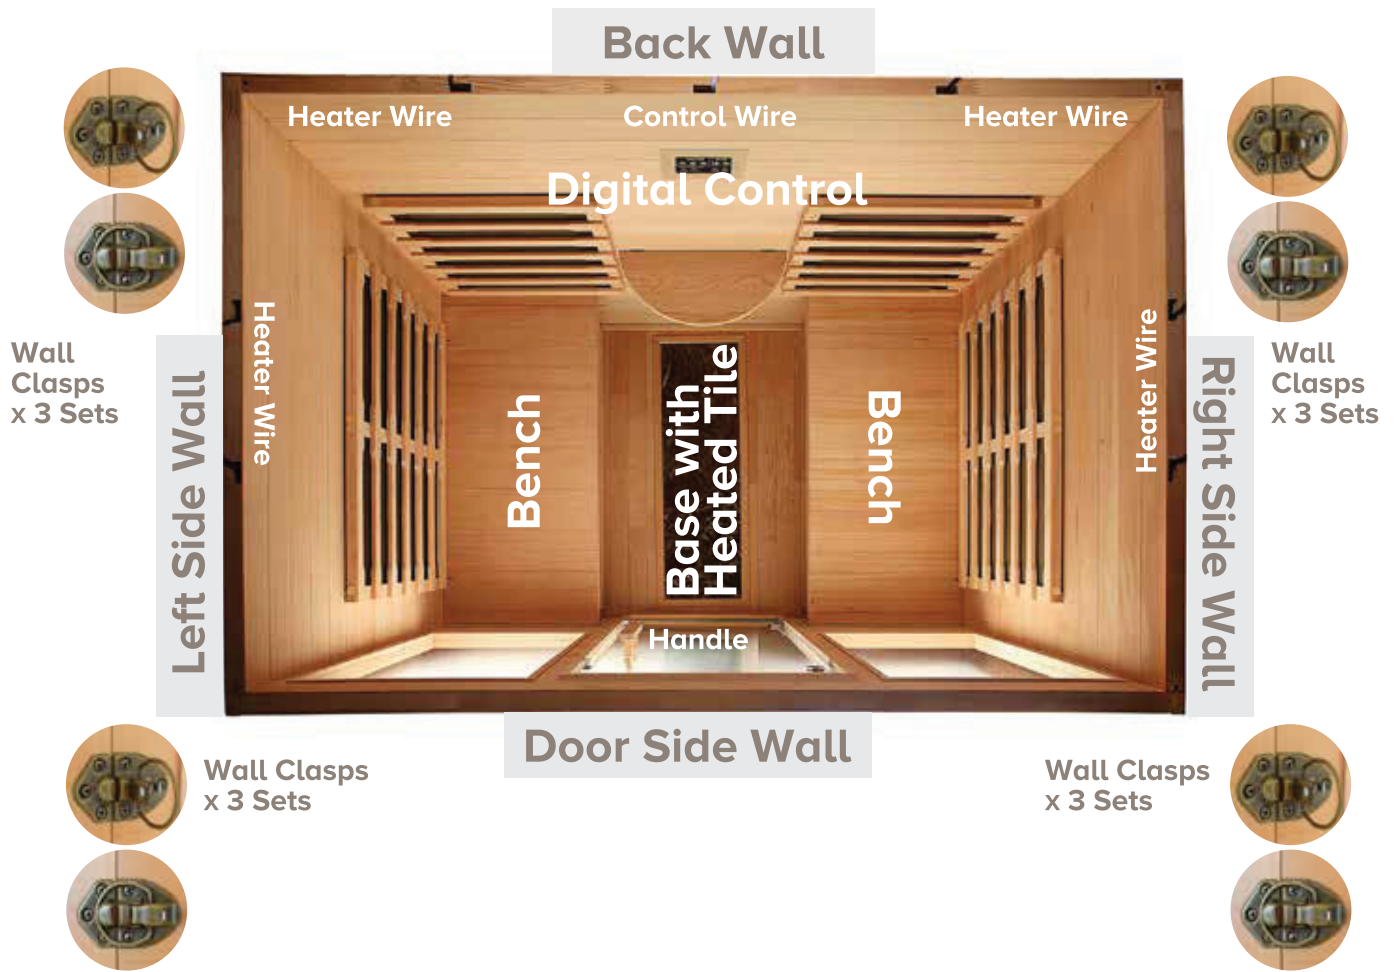 Back Wall
Heater Wire
Control Wire
Heater Wire
Digital Control
Wall
Clasps
x 3 Sets
Left Side Wall
Heater Wire
Bench
Base with
Heated Tile
Bench
Heater Wire
Right Side Wall
Wall
Clasps
x 3 Sets
Handle
Door Side Wall
Wall Clasps
x 3 Sets
Wall Clasps
x 3 Sets